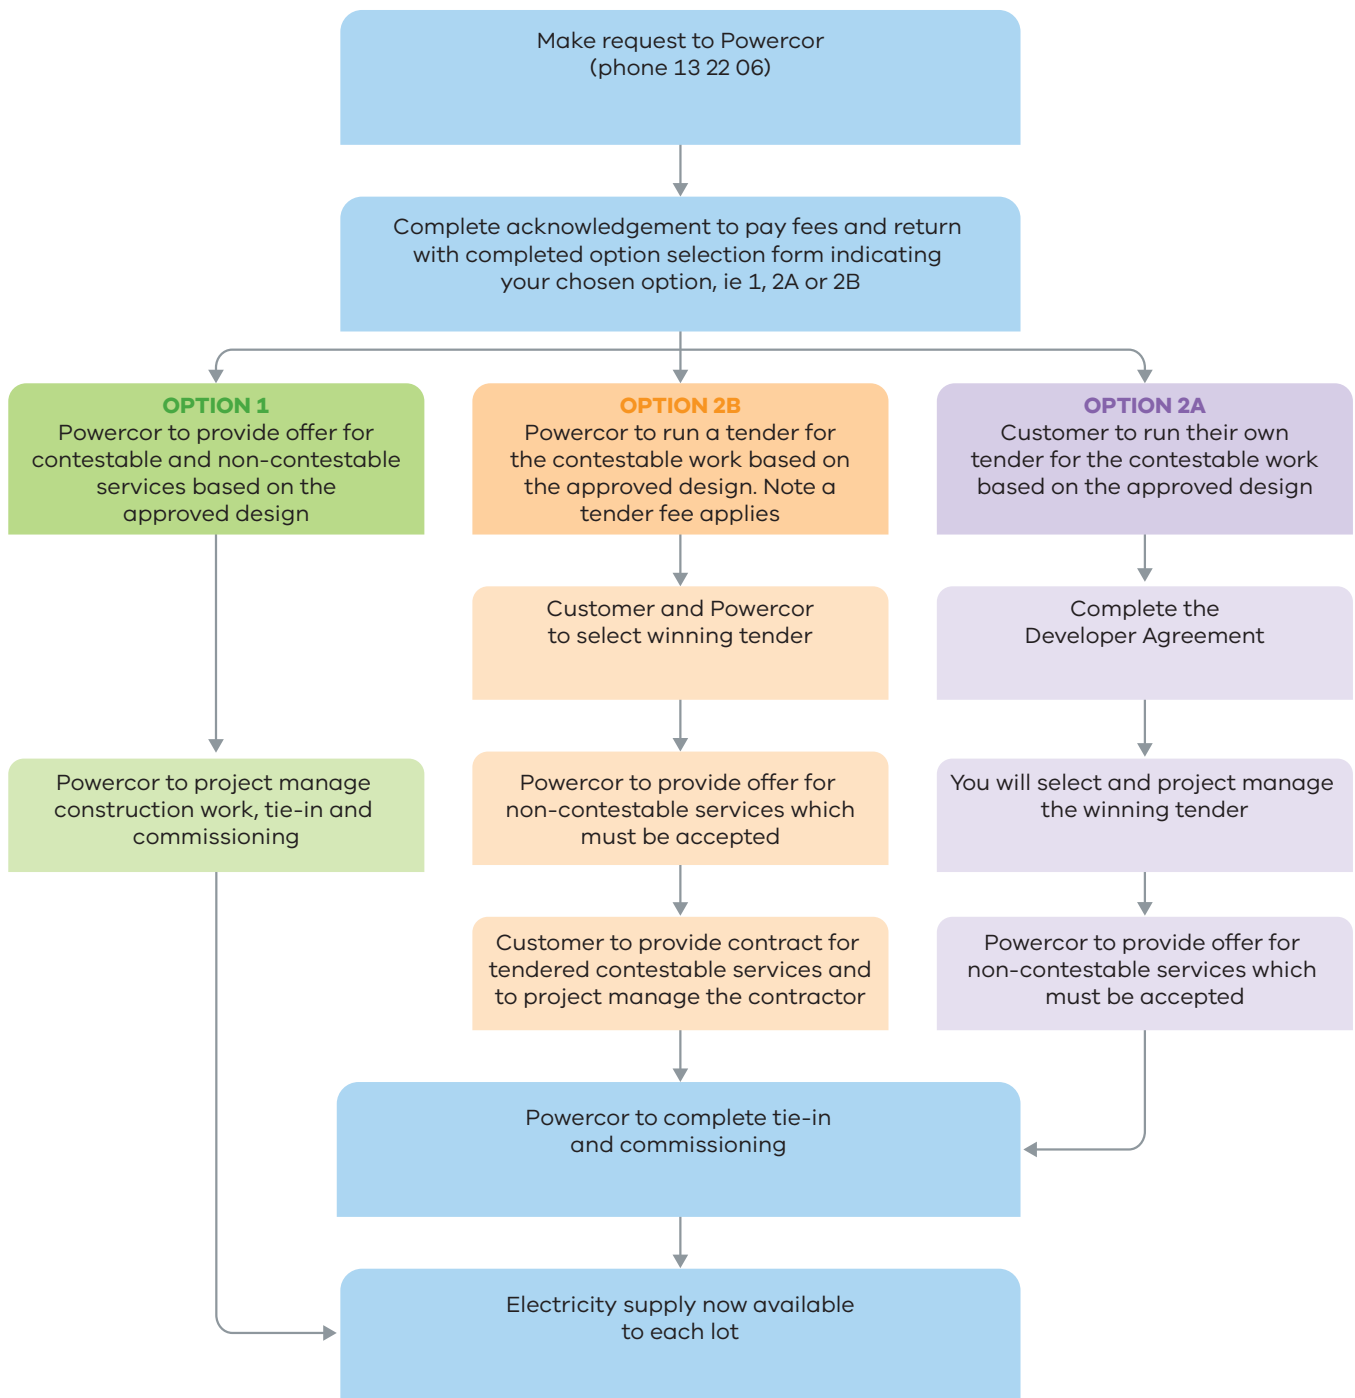 Make request to Powercor
(phone 13 22 06)
Complete acknowledgement to pay fees and return
with completed option selection form indicating
your chosen option, ie 1, 2A or 2B
OPTION 1
Powercor to provide offer for
contestable and non-contestable
services based on the
approved design
Powercor to project manage
construction work, tie-in and
commissioning
OPTION 2B
Powercor to run a tender for
the contestable work based on
the approved design. Note a
tender fee applies
Customer and Powercor
to select winning tender
Powercor to provide offer for
non-contestable services which
must be accepted
Customer to provide contract for
tendered contestable services and
to project manage the contractor
OPTION 2A
Customer to run their own
tender for the contestable work
based on the approved design
Complete the
Developer Agreement
You will select and project manage
the winning tender
Powercor to provide offer for
non-contestable services which
must be accepted
Powercor to complete tie-in
and commissioning
Electricity supply now available
to each lot